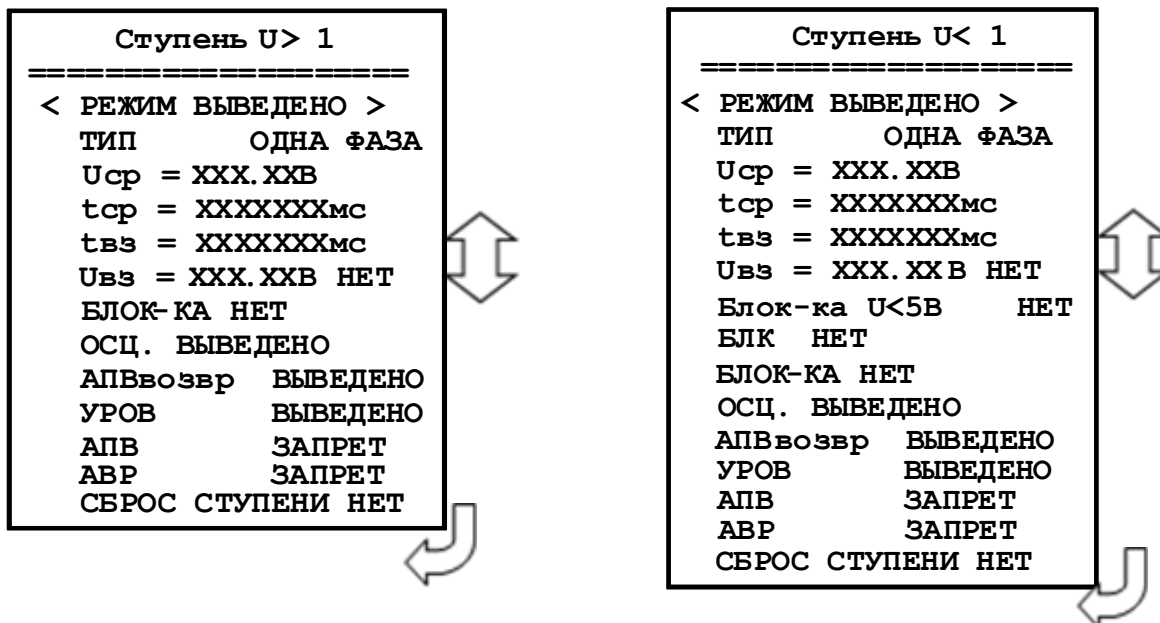 Ступень U> 1
====================
< РЕЖИМ ВЫВЕДЕНО >
ТИП ОДНА ФАЗА
Uср = XXX.XXВ
tср = XXXXXXXмс
tвз = XXXXXXXмс
Uвз = XXX.XXВ НЕТ
БЛОК-КА НЕТ
ОСЦ. ВЫВЕДЕНО
АПВвозвр ВЫВЕДЕНО
УРОВ ВЫВЕДЕНО
АПВ ЗАПРЕТ
АВР ЗАПРЕТ
СБРОС СТУПЕНИ НЕТ
Ступень U< 1
====================
< РЕЖИМ ВЫВЕДЕНО >
ТИП ОДНА ФАЗА
Uср = XXX.XXВ
tср = XXXXXXXмс
tвз = XXXXXXXмс
Uвз = XXX.XX В НЕТ
Блок-ка U<5В НЕТ
БЛК НЕТ
БЛОК-КА НЕТ
ОСЦ. ВЫВЕДЕНО
АПВвозвр ВЫВЕДЕНО
УРОВ ВЫВЕДЕНО
АПВ ЗАПРЕТ
АВР ЗАПРЕТ
СБРОС СТУПЕНИ НЕТ